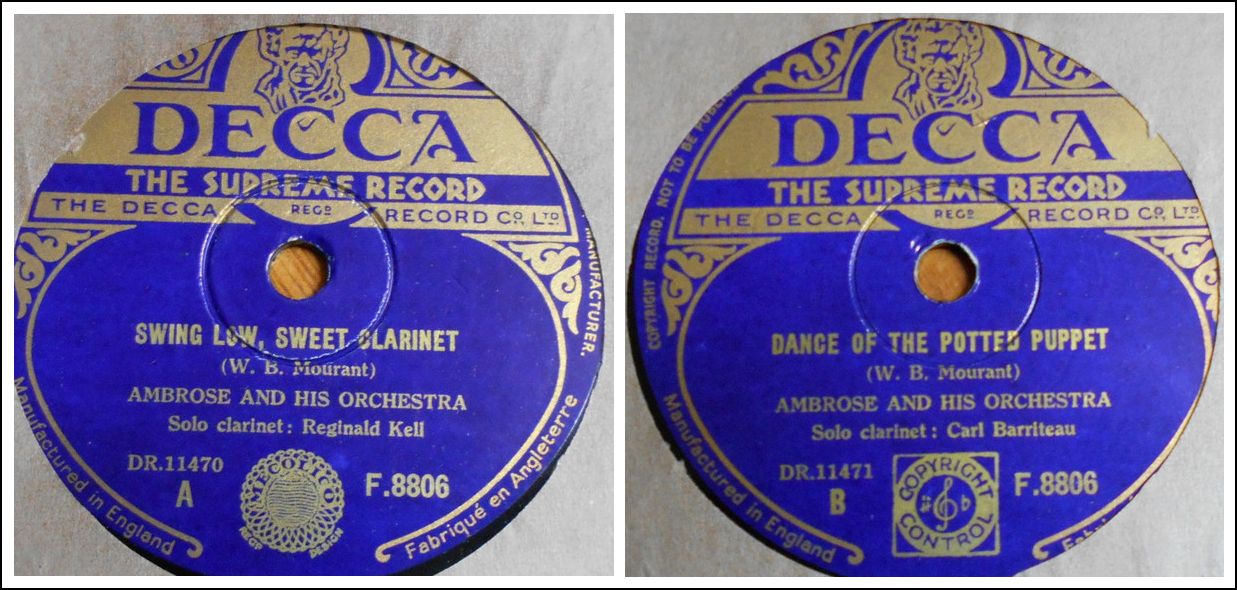 DECCA
THE SUPREME RECORD
THE DECCA REGD RECORD CO, LTD
MANUFACTURER.
SWING LOW, SWEET CLARINET
(W. B. Mourant)
AMBROSE AND HIS ORCHESTRA
Solo clarinet: Reginald Kell
DR.11470
A
F.8806
MECOLICO
REGD DESIGN
Manufactured in England
Fabriqué en Angleterre
DECCA
THE SUPREME RECORD
THE DECCA REGD RECORD CO, LTD
COPYRIGHT RECORD. NOT TO BE
DANCE OF THE POTTED PUPPET
(W. B. Mourant)
AMBROSE AND HIS ORCHESTRA
Solo clarinet: Carl Barriteau
DR.11471
B
F.8806
COPYRIGHT
CONTROL
Manufactured in England